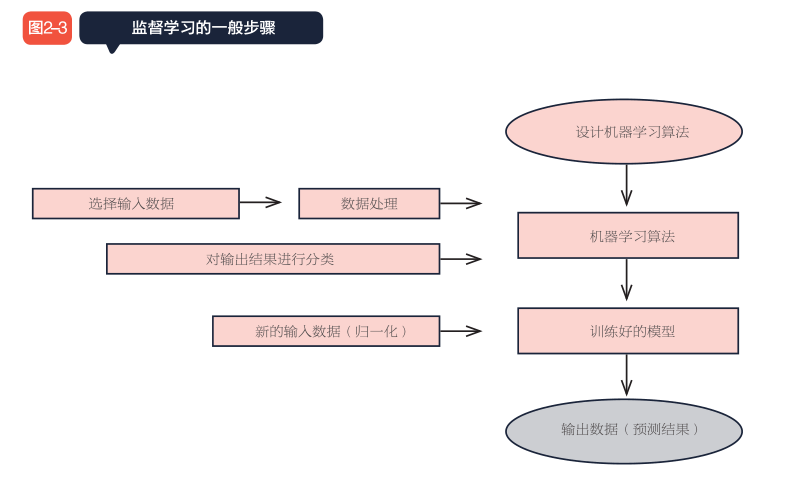 图2–3
监督学习的一般步骤
设计机器学习算法
选择输入数据
数据处理
机器学习算法
对输出结果进行分类
新的输入数据（归一化）
训练好的模型
输出数据（预测结果）